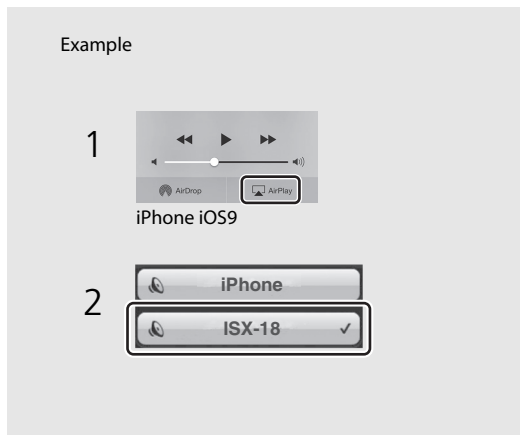 Example
1
AirDrop AirPlay
iPhone iOS9
2
iPhone
ISX-18